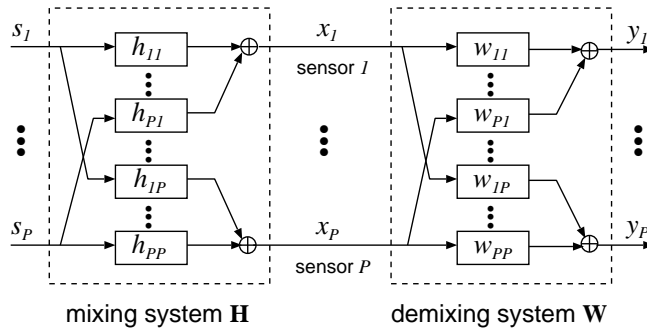 s1 h11 x1 w11 y1
sensor 1
hP1 wP1
h1P w1P
sP hPP xP wPP yP
sensor P
mixing system H demixing system W